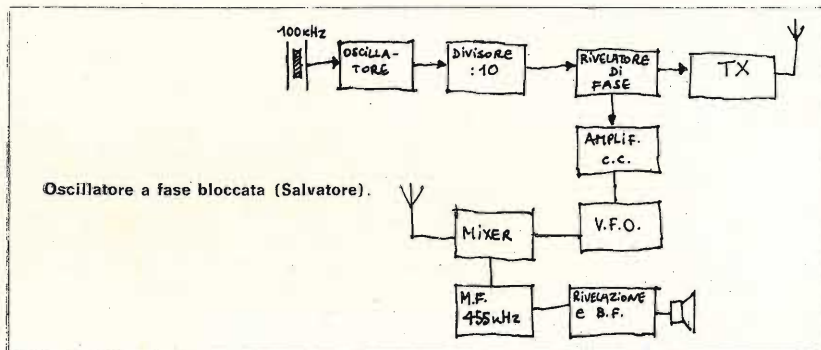 100KHz
OSCILLA-
TORE
DIVISORE
:10
RIVELATORE
DI
FASE
TX
AMPLIF.
c.c.
Oscillatore a fase bloccata (Salvatore).
MIXER
V.F.O.
M.F.
455KHz
RIVELAZIONE
e B.F.